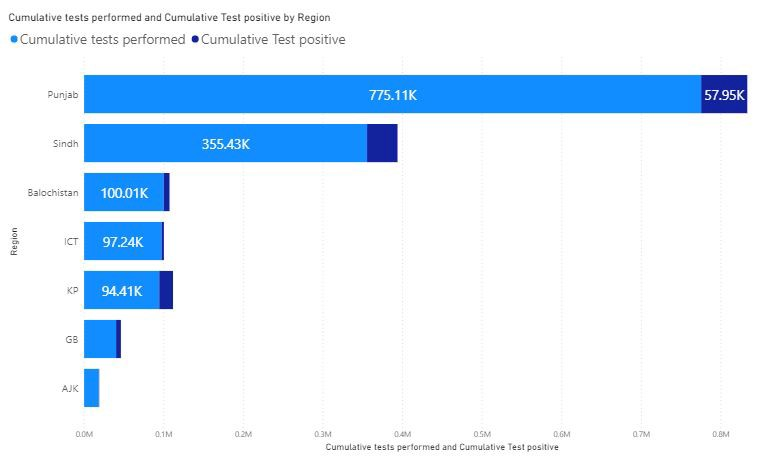 Cumulative tests performed and Cumulative Test positive by Region
Cumulative tests performed Cumulative Test positive
Punjab 775.11K 57.95K
Sindh 355.43K
Balochistan 100.01K
ICT 97.24K
KP 94.41K
GB
AJK
Region
0.0M 0.1M 0.2M 0.3M 0.4M 0.5M 0.6M 0.7M 0.8M
Cumulative tests performed and Cumulative Test positive